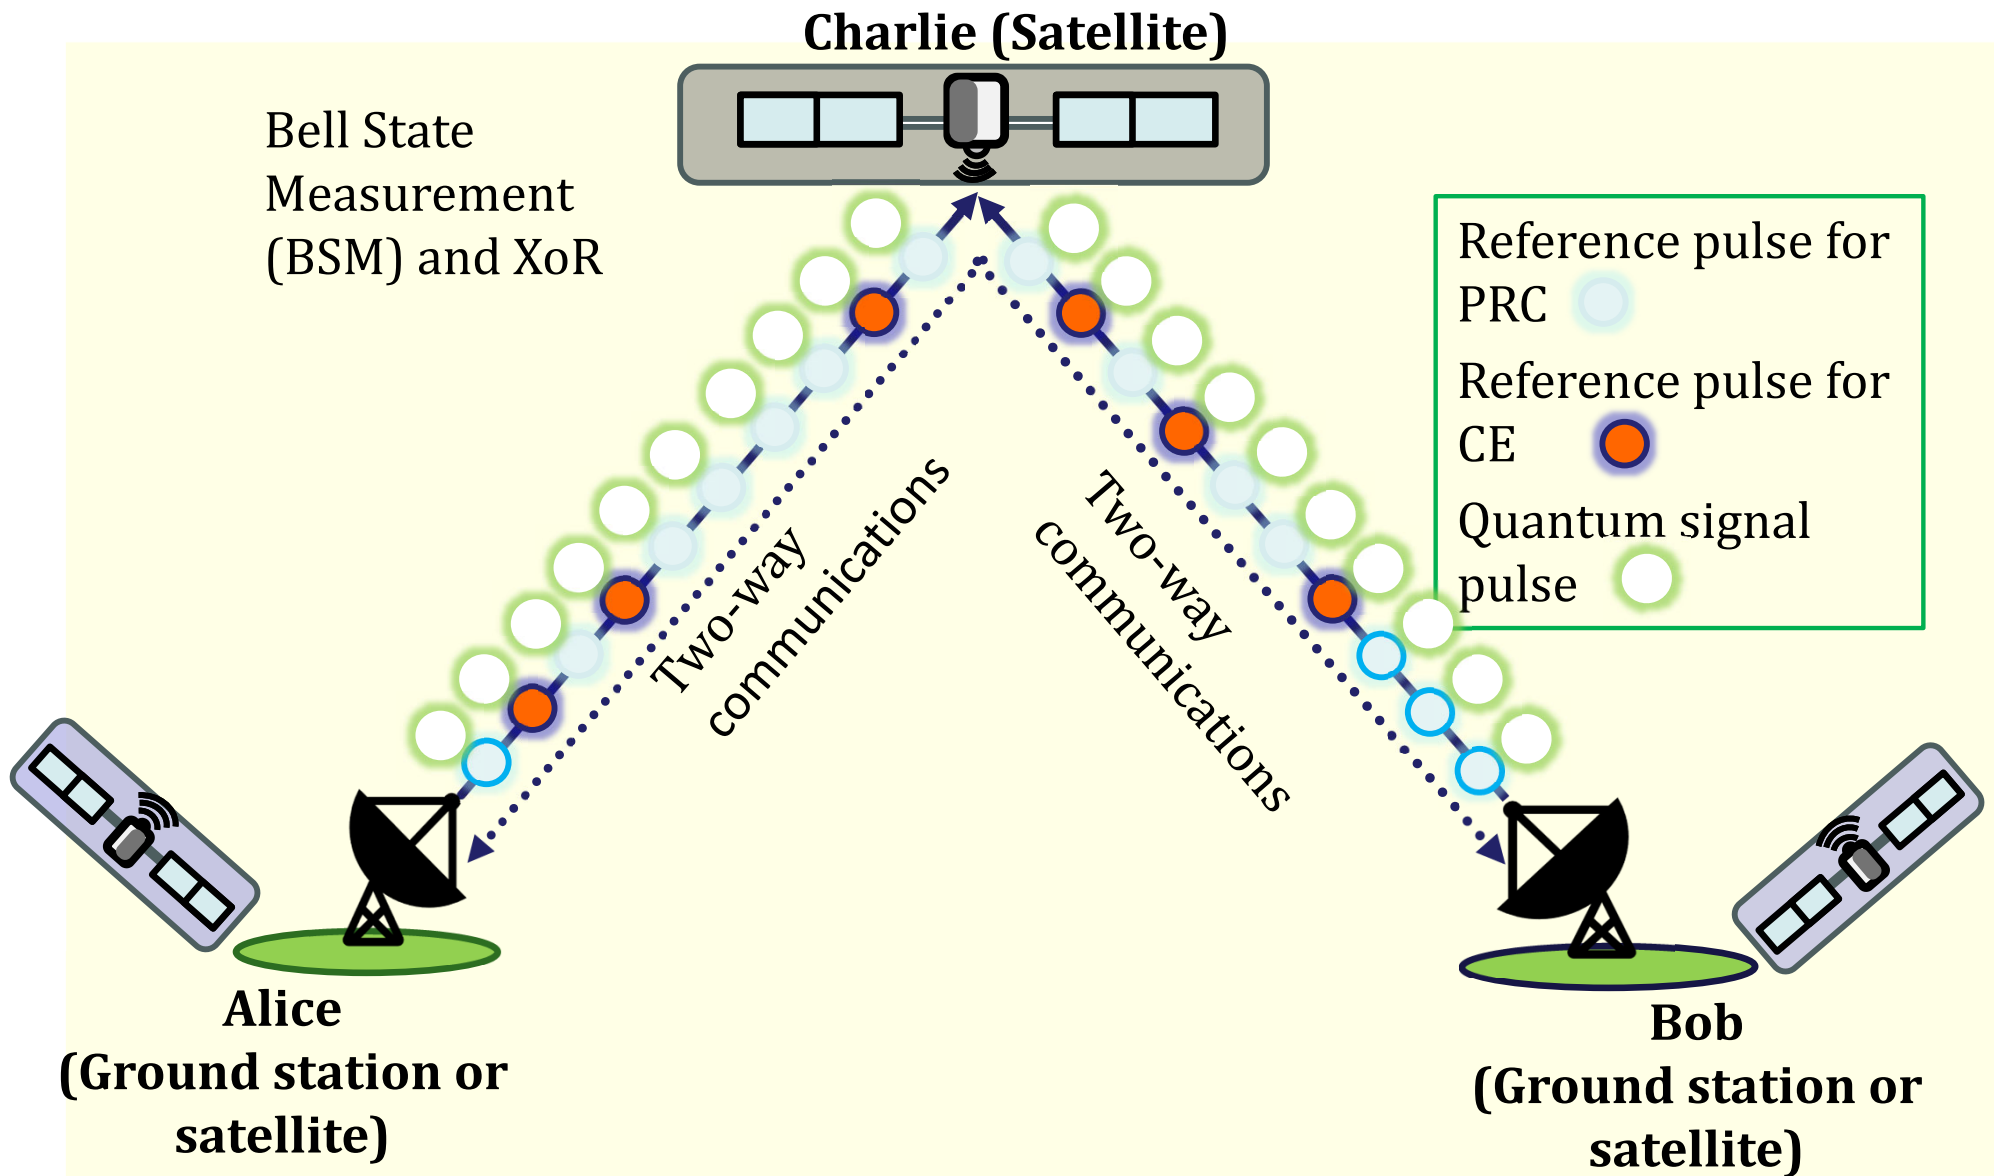 Charlie (Satellite)
Bell State
Measurement
(BSM) and XoR
Reference pulse for
PRC
Reference pulse for
CE
Quantum signal
pulse
Two-way
communications
Two-way
communications
Alice
(Ground station or
satellite)
Bob
(Ground station or
satellite)